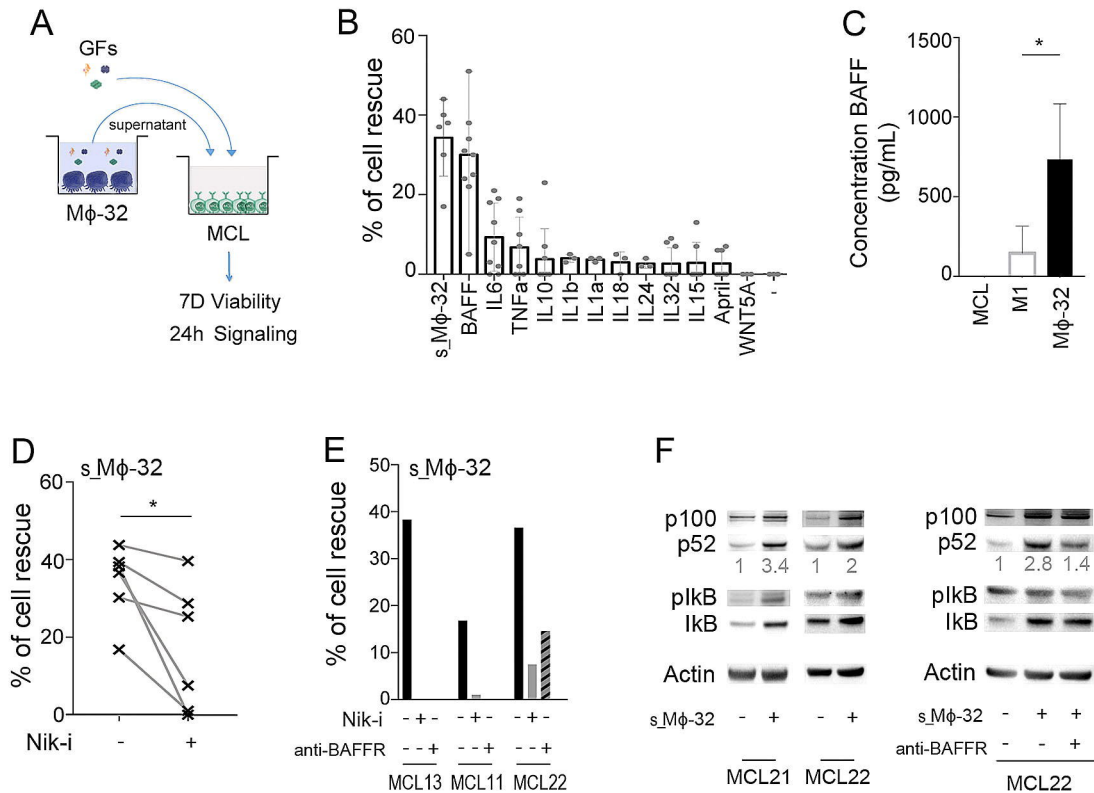 A
GFs
supernatant
Mϕ-32
MCL
7D Viability
24h Signaling
B
% of cell rescue
60
40
20
0
s_Mϕ-32
BAFF
IL6
TNFa
IL10
IL1b
IL1a
IL18
IL24
IL32
IL15
April
WNT5A
-
C
Concentration BAFF
(pg/mL)
1500
1000
500
0
*
MCL
M1
Mϕ-32
D
s_Mϕ-32
% of cell rescue
60
40
20
0
*
Nik-i - +
E
s_Mϕ-32
% of cell rescue
50
40
30
20
10
0
Nik-i - + - - + - - + -
anti-BAFFR - - + - - + - - +
MCL13 MCL11 MCL22
F
p100
p52
1 3.4 1 2
pIkB
IkB
Actin
s_Mϕ-32 - + - +
MCL21 MCL22
p100
p52
1 2.8 1.4
pIkB
IkB
Actin
s_Mϕ-32 - + +
anti-BAFFR - - +
MCL22